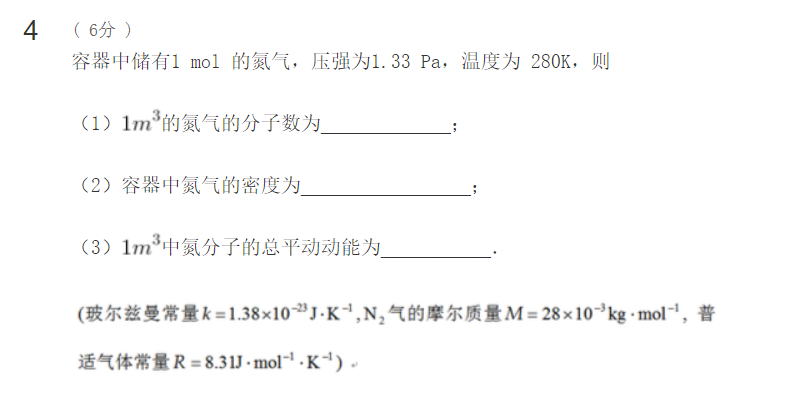 4 ( 6分 )
容器中储有1 mol 的氮气，压强为1.33 Pa，温度为 280K，则
（1）1m³的氮气的分子数为_____________；
（2）容器中氮气的密度为_________________；
（3）1m³中氮分子的总平动动能为___________.
(玻尔兹曼常量k=1.38×10⁻²³J·K⁻¹,N₂气的摩尔质量M=28×10⁻³kg·mol⁻¹, 普
适气体常量R=8.31J·mol⁻¹·K⁻¹)